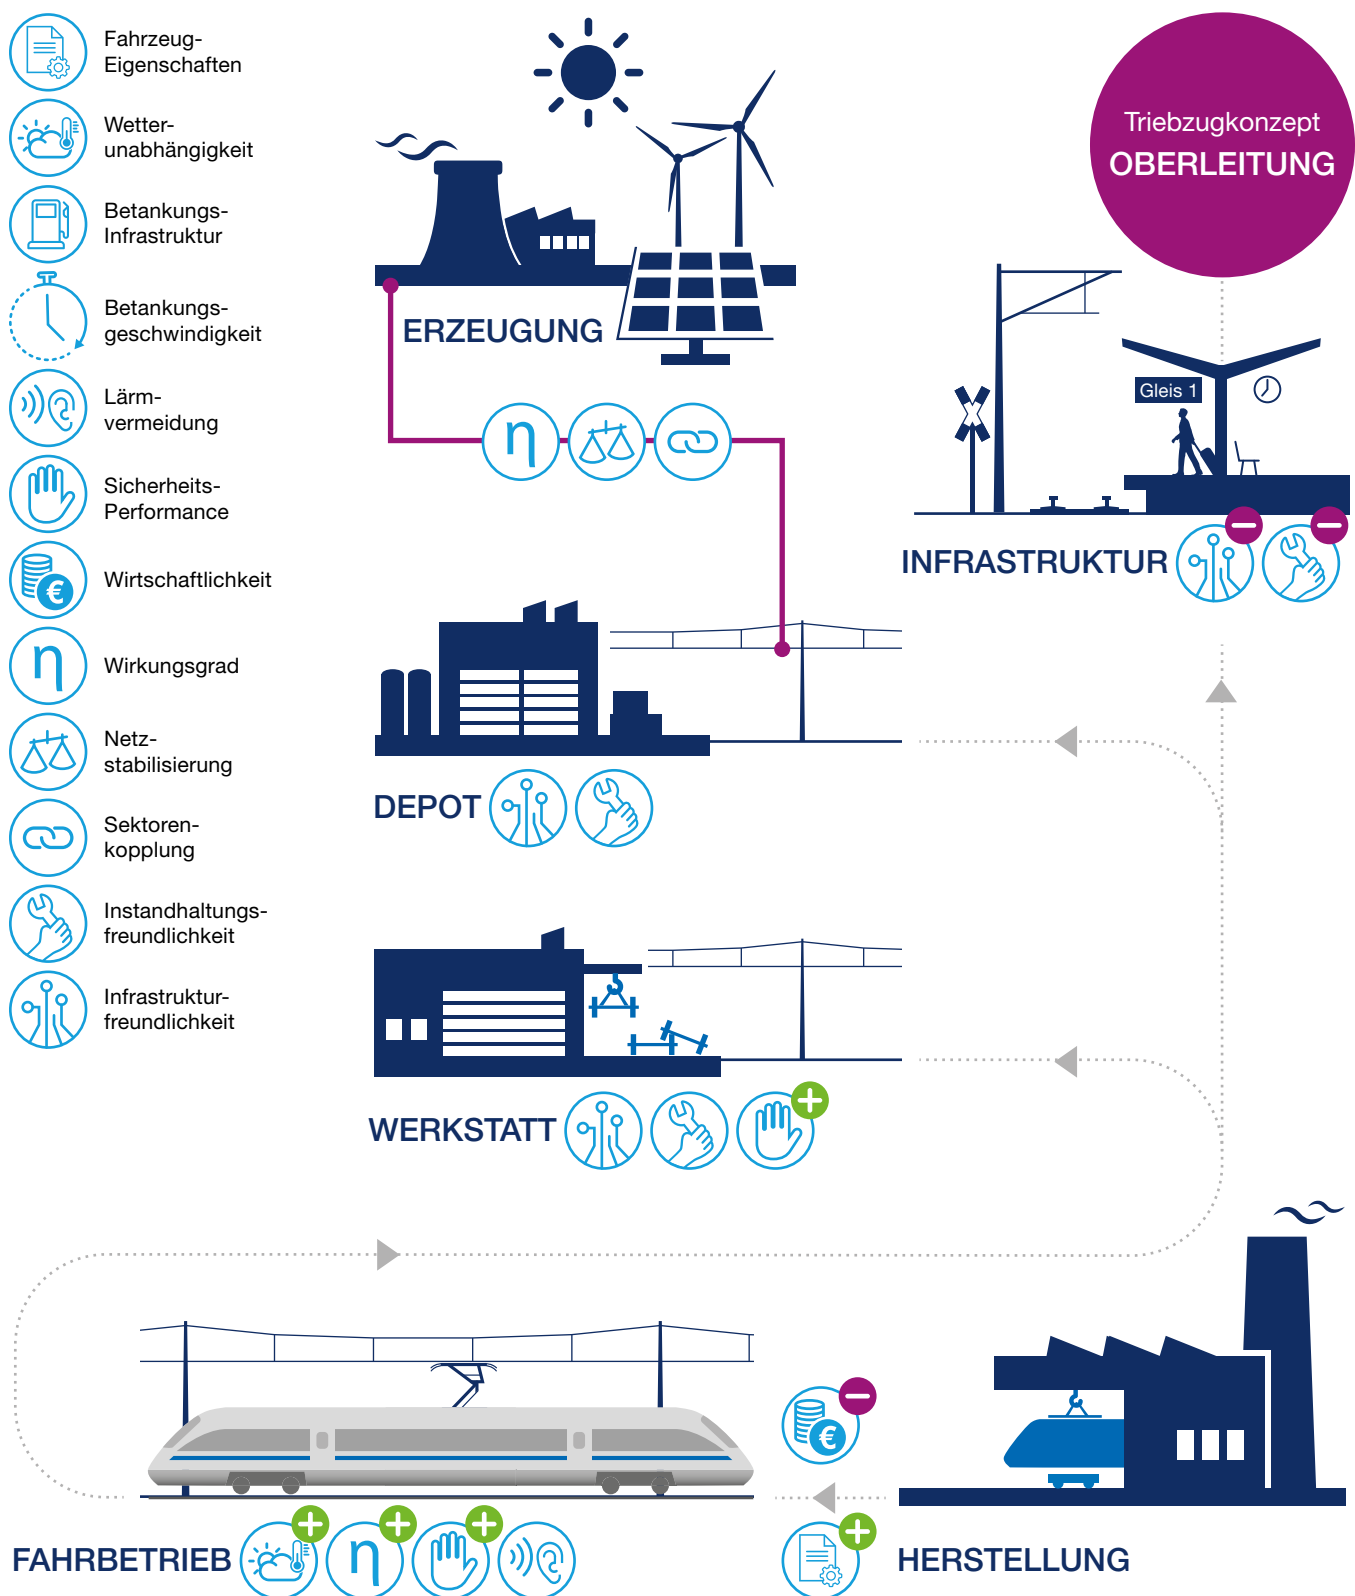 Fahrzeug-
Eigenschaften
Wetter-
unabhängigkeit
Betankungs-
Infrastruktur
Betankungs-
geschwindigkeit
Lärm-
vermeidung
Sicherheits-
Performance
€
Wirtschaftlichkeit
η
Wirkungsgrad
Netz-
stabilisierung
Sektoren-
kopplung
Instandhaltungs-
freundlichkeit
Infrastruktur-
freundlichkeit
Triebzugkonzept
OBERLEITUNG
ERZEUGUNG
η
Gleis 1
INFRASTRUKTUR
DEPOT
WERKSTATT
€
FAHRBETRIEB
η
HERSTELLUNG